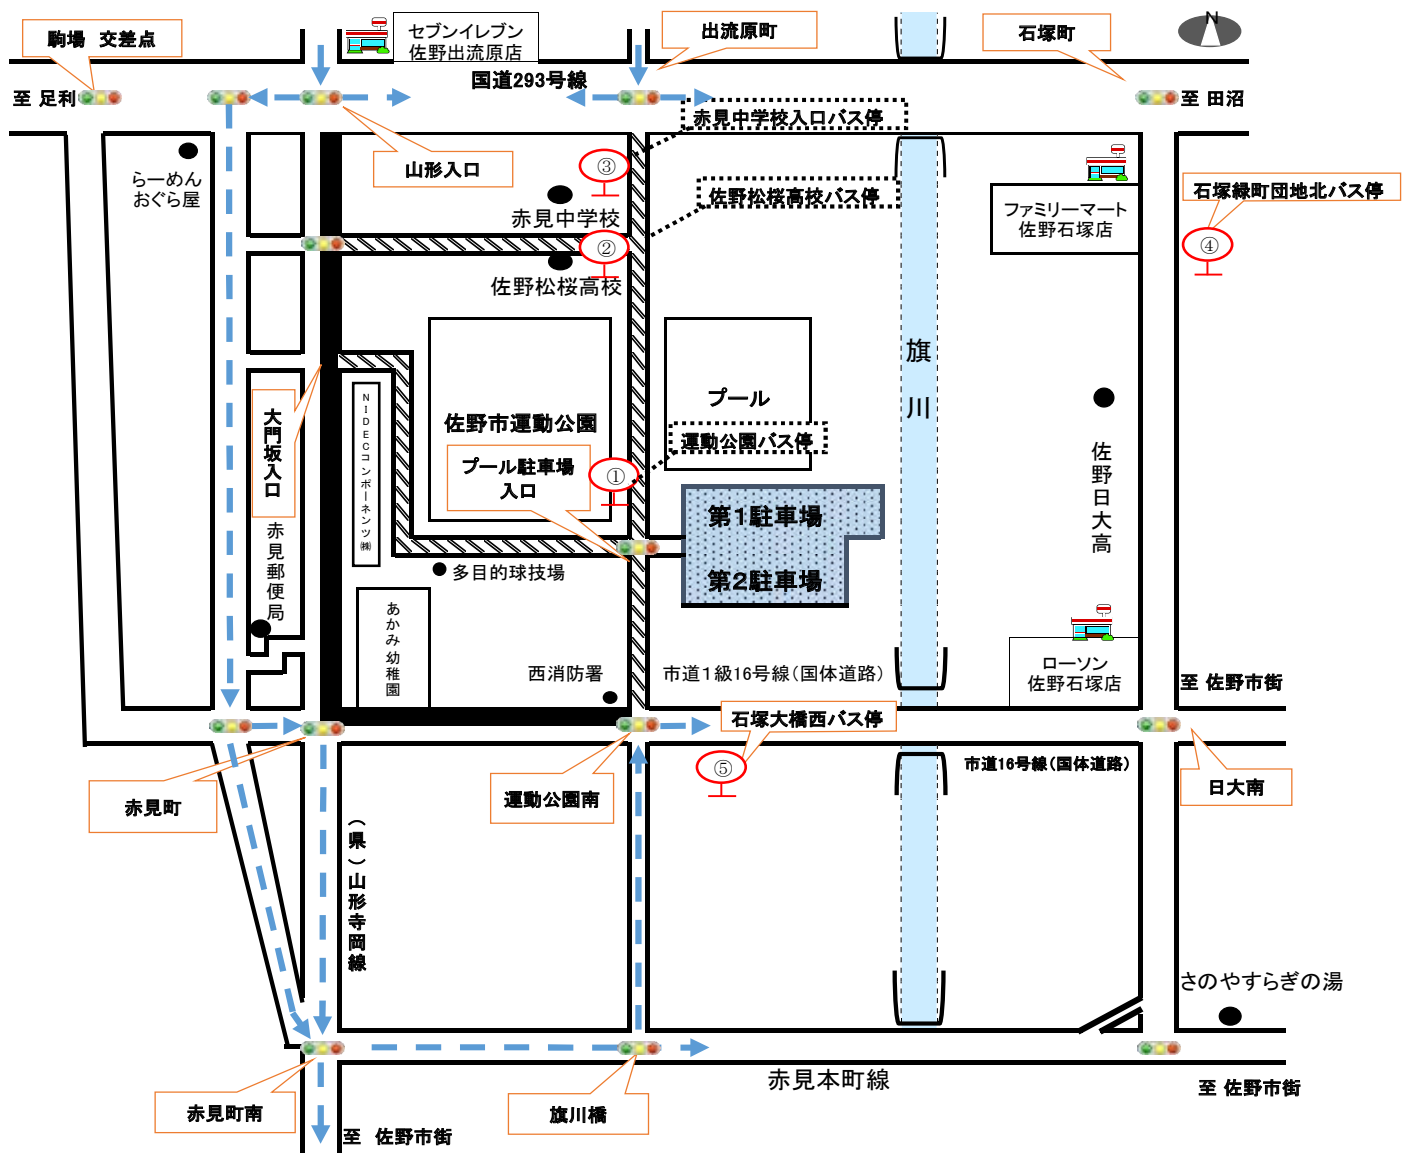 駒場 交差点
セブンイレブン
佐野出流原店
出流原町
石塚町
N
国道293号線
至 足利
至 田沼
赤見中学校入口バス停
山形入口
③
らーめん
おぐら屋
佐野松桜高校バス停
石塚緑町団地北バス停
赤見中学校
ファミリーマート
佐野石塚店
②
④
佐野松桜高校
旗川
プール
NIDECコンポーネンツ㈱
大門坂入口
佐野市運動公園
運動公園バス停
プール駐車場
入口
①
佐野日大高
第1駐車場
赤見郵便局
多目的球技場
第2駐車場
あかみ幼稚園
西消防署
市道1級16号線(国体道路)
ローソン
佐野石塚店
至 佐野市街
石塚大橋西バス停
⑤
市道16号線(国体道路)
赤見町
運動公園南
日大南
(県)山形寺岡線
さのやすらぎの湯
赤見本町線
至 佐野市街
赤見町南
旗川橋
至 佐野市街